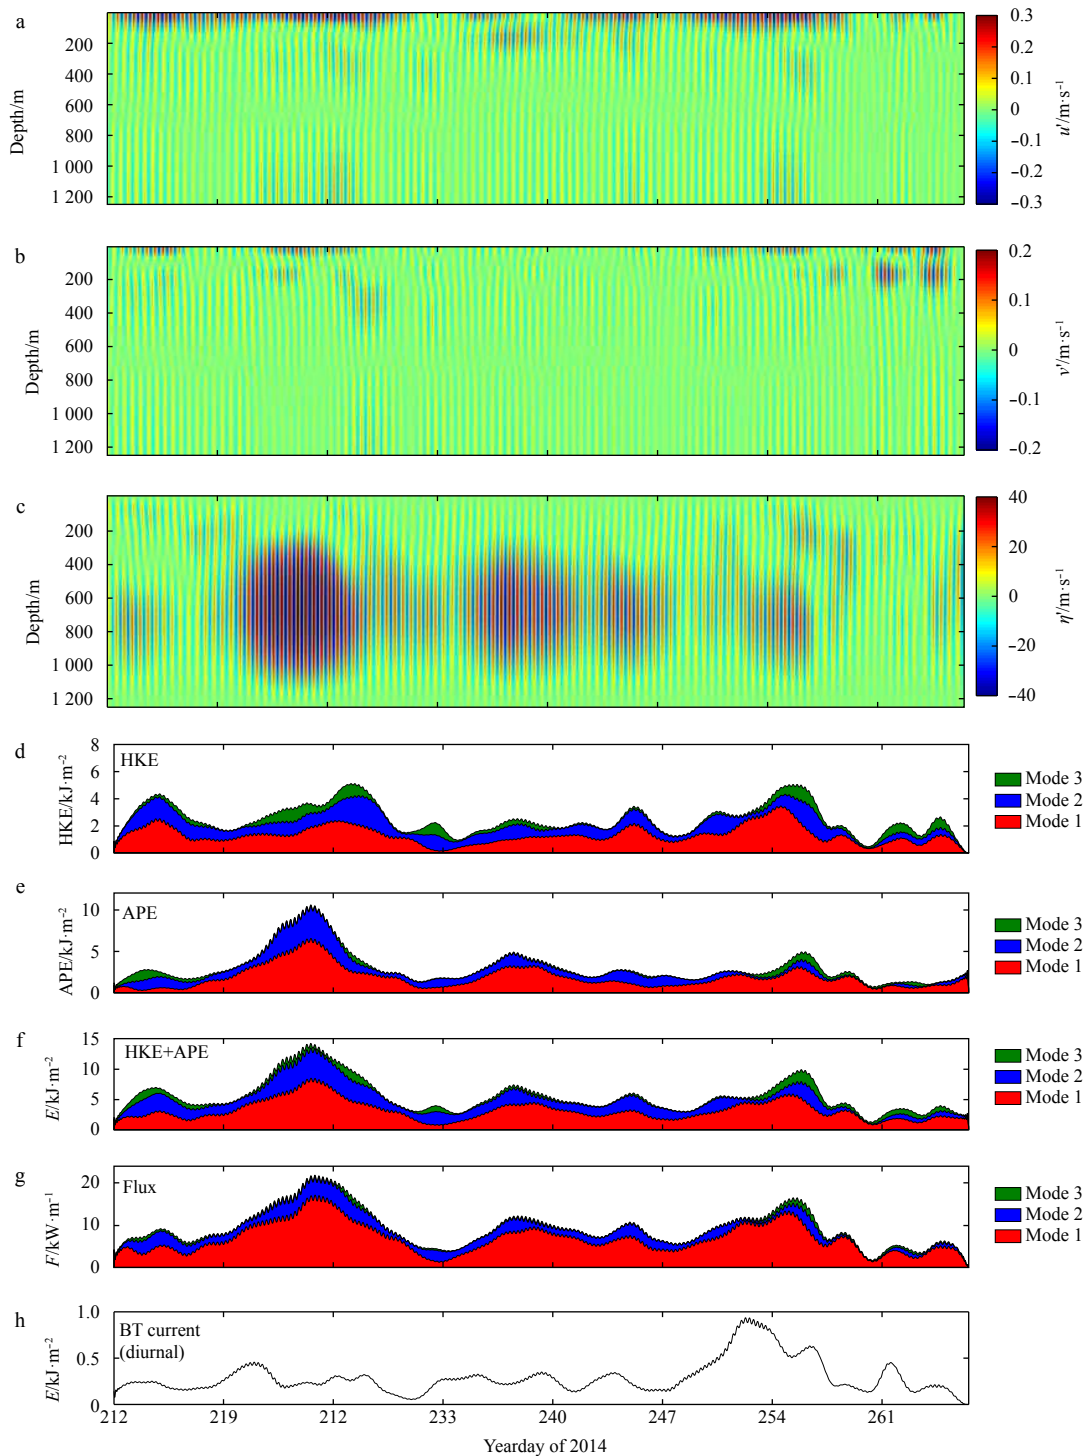 a
200
400
600
800
1 000
1 200
Depth/m
0.3
0.2
0.1
0
−0.1
−0.2
−0.3
u′/m·s⁻¹
b
200
400
600
800
1 000
1 200
Depth/m
0.2
0.1
0
−0.1
−0.2
v′/m·s⁻¹
c
200
400
600
800
1 000
1 200
Depth/m
40
20
0
−20
−40
η′/m·s⁻¹
d
HKE
8
6
4
2
0
HKE/kJ·m⁻²
Mode 3
Mode 2
Mode 1
e
APE
10
5
0
APE/kJ·m⁻²
Mode 3
Mode 2
Mode 1
f
HKE+APE
15
10
5
0
E/kJ·m⁻²
Mode 3
Mode 2
Mode 1
g
Flux
20
10
0
F/kW·m⁻¹
Mode 3
Mode 2
Mode 1
h
BT current
(diurnal)
1.0
0.5
0
E/kJ·m⁻²
212 219 212 233 240 247 254 261
Yearday of 2014